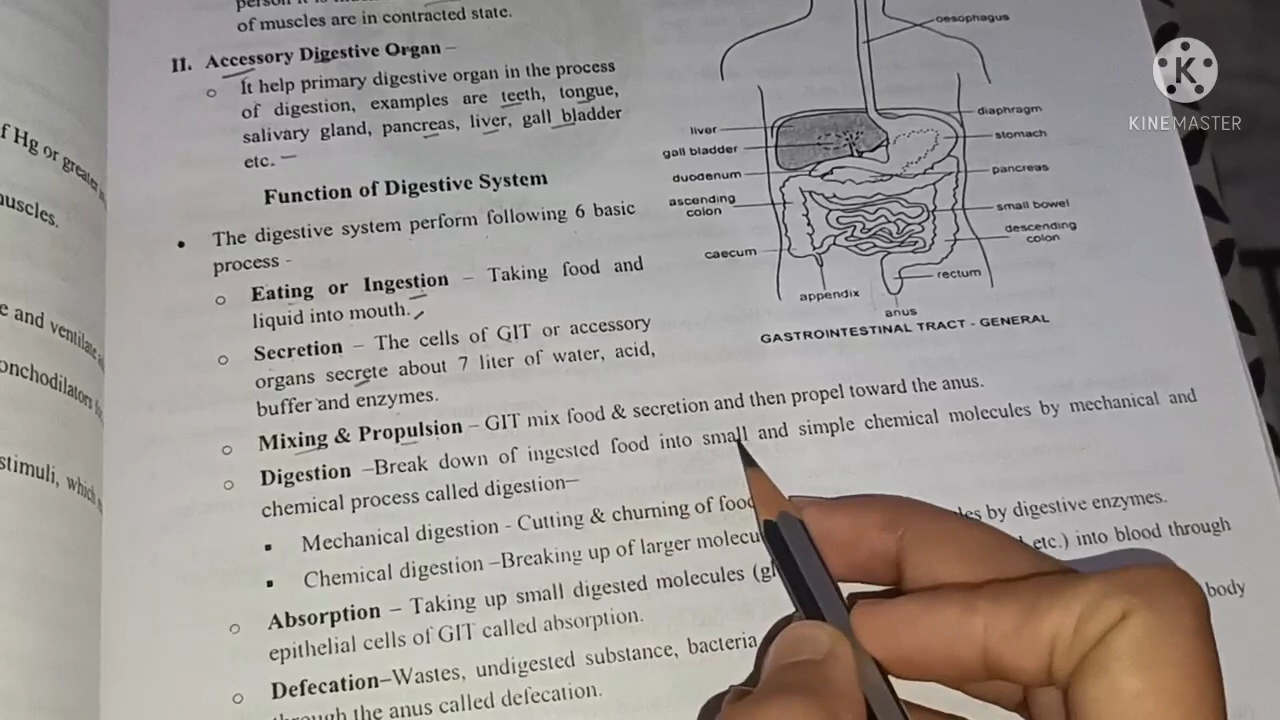 of muscles are in contracted state.
II. Accessory Digestive Organ –
It help primary digestive organ in the process
of digestion, examples are teeth, tongue,
salivary gland, pancreas, liver, gall bladder
etc. –
Function of Digestive System
The digestive system perform following 6 basic
process -
Eating or Ingestion – Taking food and
liquid into mouth.
Secretion – The cells of GIT or accessory
organs secrete about 7 liter of water, acid,
buffer and enzymes.
Mixing & Propulsion – GIT mix food & secretion and then propel toward the anus.
Digestion –Break down of ingested food into small and simple chemical molecules by mechanical and
chemical process called digestion–
Mechanical digestion - Cutting & churning of food
Chemical digestion –Breaking up of larger by digestive enzymes.
Absorption – Taking up small digested molecules etc.) into blood through
epithelial cells of GIT called absorption.
Defecation–Wastes, undigested substance, bacteria body
through the anus called defecation.
oesophagus
diaphragm
liver
stomach
gall bladder
pancreas
duodenum
ascending
colon
small bowel
descending
colon
caecum
rectum
appendix
anus
GASTROINTESTINAL TRACT - GENERAL
f Hg or greater
muscles.
e and ventilate
onchodilators
stimuli, which
K
KINEMASTER